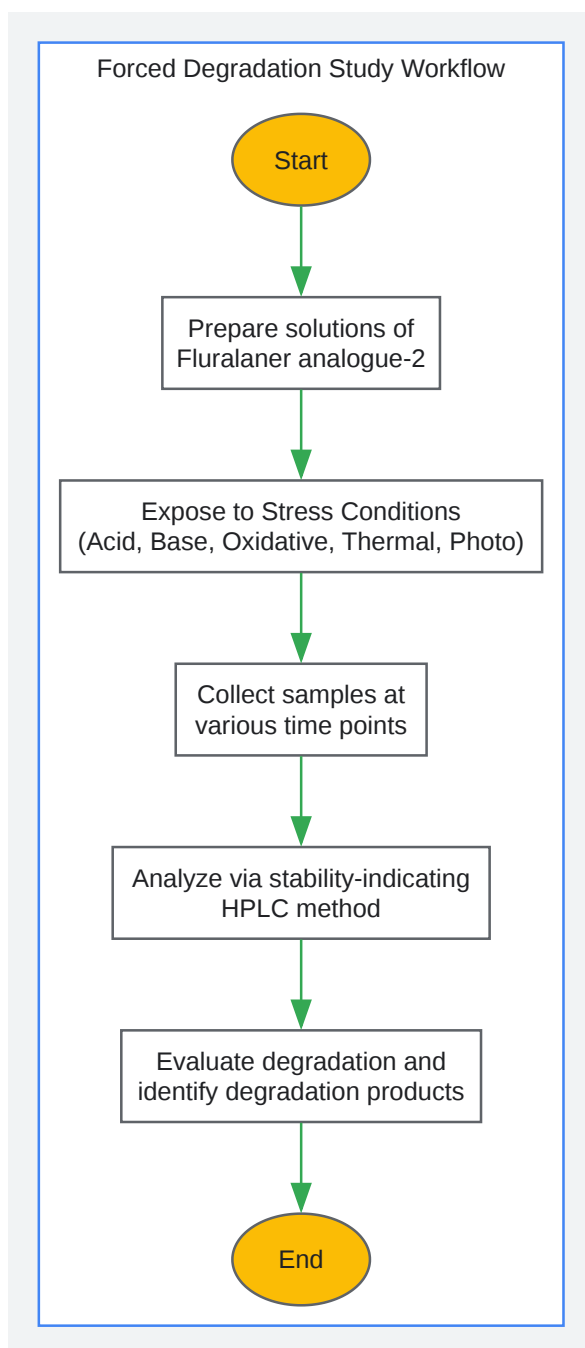 Forced Degradation Study Workflow
Start
Prepare solutions of
Fluralaner analogue-2
Expose to Stress Conditions
(Acid, Base, Oxidative, Thermal, Photo)
Collect samples at
various time points
Analyze via stability-indicating
HPLC method
Evaluate degradation and
identify degradation products
End